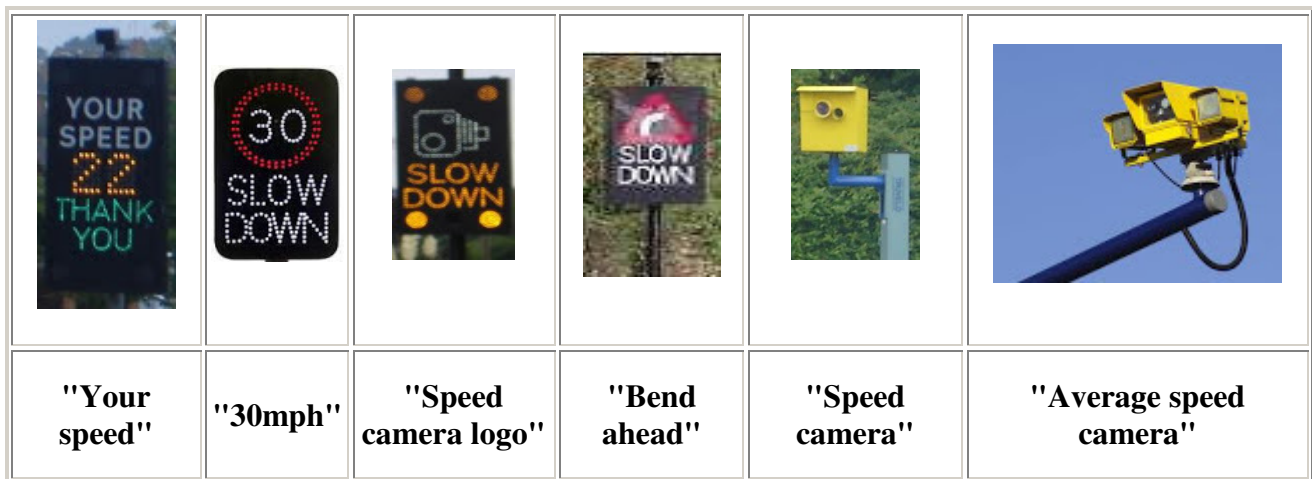 YOUR
SPEED
22
THANK
YOU
30
SLOW
DOWN
SLOW
DOWN
SLOW
DOWN
"Your
speed"
"30mph"
"Speed
camera logo"
"Bend
ahead"
"Speed
camera"
"Average speed
camera"